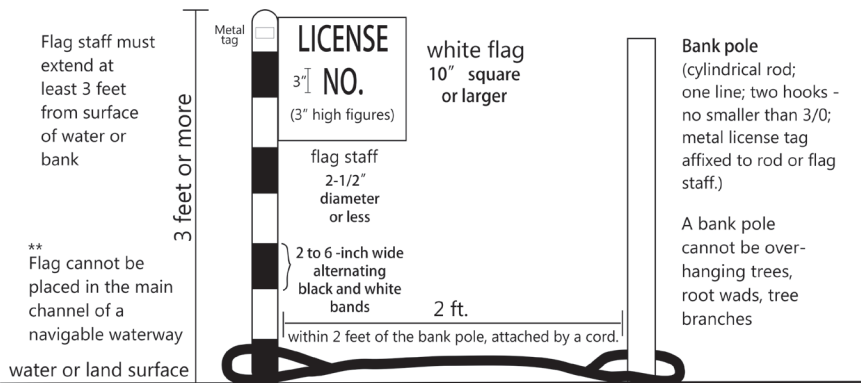 Flag staff must
extend at
least 3 feet
from surface
of water or
bank
**
Flag cannot be
placed in the main
channel of a
navigable waterway
water or land surface
3 feet or more
Metal
tag
LICENSE
3" NO.
(3" high figures)
white flag
10" square
or larger
flag staff
2-1/2"
diameter
or less
2 to 6 -inch wide
alternating
black and white
bands
2 ft.
within 2 feet of the bank pole, attached by a cord.
Bank pole
(cylindrical rod;
one line; two hooks -
no smaller than 3/0;
metal license tag
affixed to rod or flag
staff.)
A bank pole
cannot be over-
hanging trees,
root wads, tree
branches